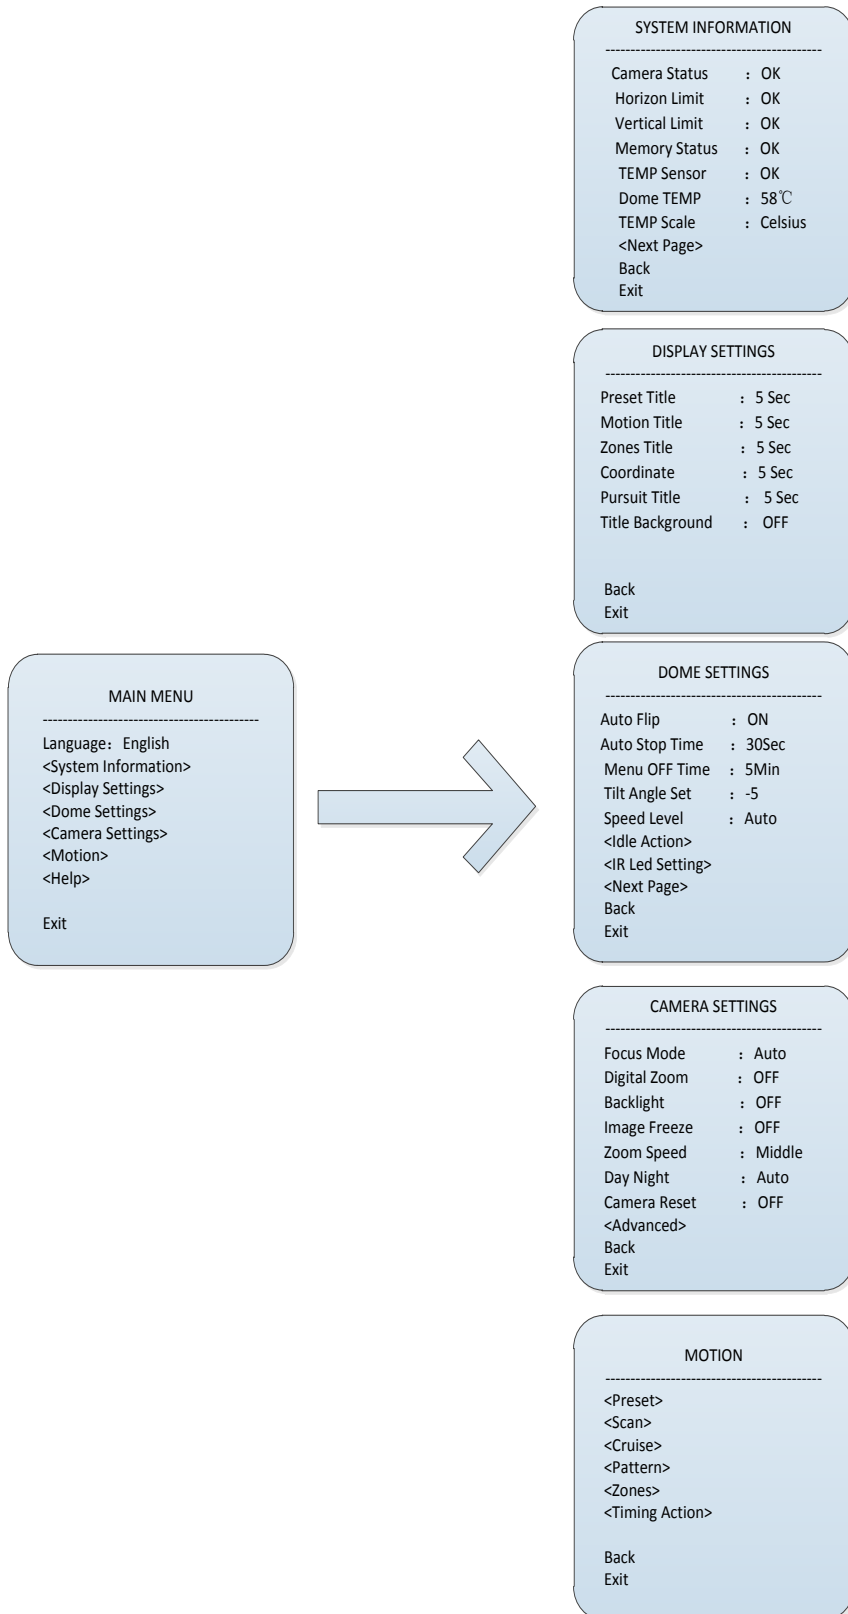 SYSTEM INFORMATION
-------------------------------------------
Camera Status : OK
Horizon Limit : OK
Vertical Limit : OK
Memory Status : OK
TEMP Sensor : OK
Dome TEMP : 58℃
TEMP Scale : Celsius
<Next Page>
Back
Exit
DISPLAY SETTINGS
-------------------------------------------
Preset Title : 5 Sec
Motion Title : 5 Sec
Zones Title : 5 Sec
Coordinate : 5 Sec
Pursuit Title : 5 Sec
Title Background : OFF
Back
Exit
MAIN MENU
-------------------------------------------
Language：English
<System Information>
<Display Settings>
<Dome Settings>
<Camera Settings>
<Motion>
<Help>
Exit
DOME SETTINGS
-------------------------------------------
Auto Flip : ON
Auto Stop Time : 30Sec
Menu OFF Time : 5Min
Tilt Angle Set : -5
Speed Level : Auto
<Idle Action>
<IR Led Setting>
<Next Page>
Back
Exit
CAMERA SETTINGS
-------------------------------------------
Focus Mode : Auto
Digital Zoom : OFF
Backlight : OFF
Image Freeze : OFF
Zoom Speed : Middle
Day Night : Auto
Camera Reset : OFF
<Advanced>
Back
Exit
MOTION
-------------------------------------------
<Preset>
<Scan>
<Cruise>
<Pattern>
<Zones>
<Timing Action>
Back
Exit